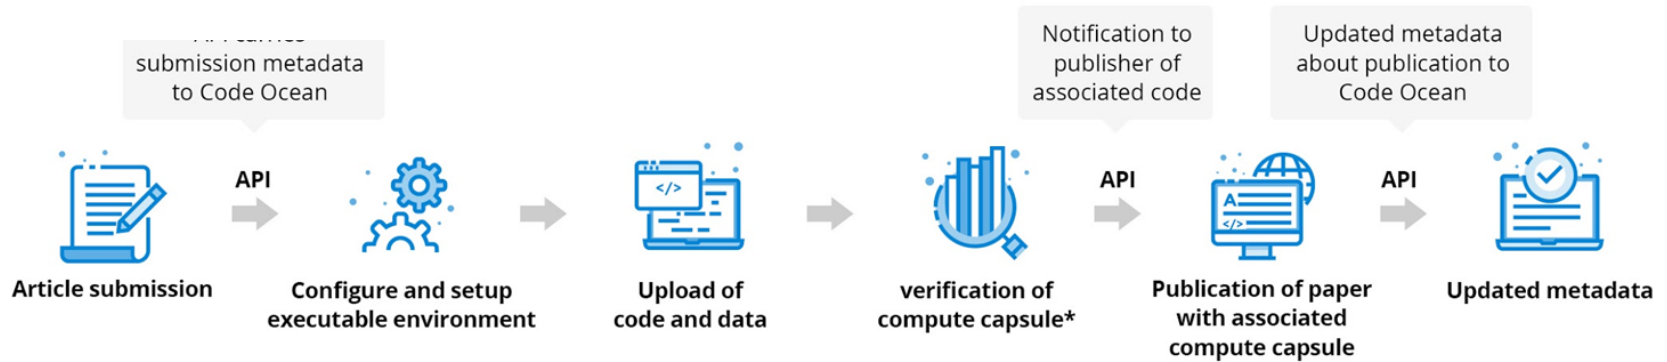 submission metadata
to Code Ocean
Notification to
publisher of
associated code
Updated metadata
about publication to
Code Ocean
API
API
API
</>
A
</>
Article submission
Configure and setup
executable environment
Upload of
code and data
verification of
compute capsule*
Publication of paper
with associated
compute capsule
Updated metadata